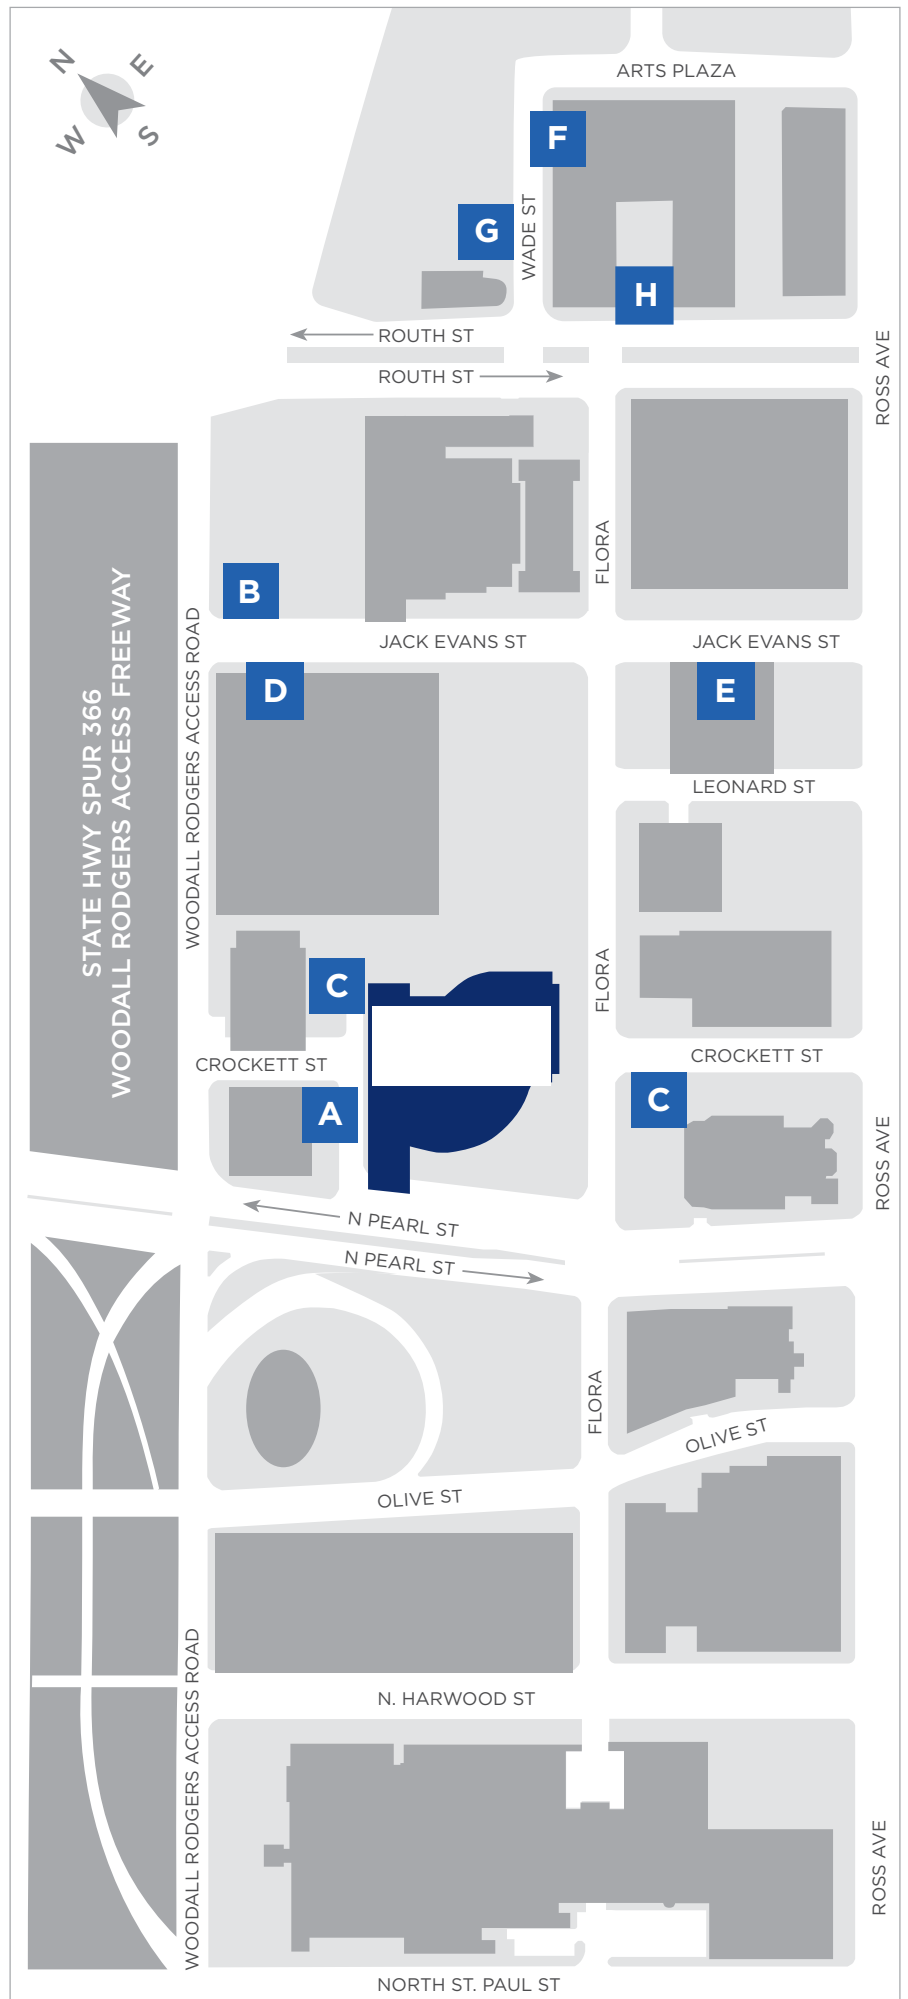 N
E
W
S
ARTS PLAZA
F
G
WADE ST
H
ROUTH ST
ROUTH ST
ROSS AVE
FLORA
B
JACK EVANS ST
JACK EVANS ST
STATE HWY SPUR 366
WOODALL RODGERS ACCESS FREEWAY
WOODALL RODGERS ACCESS ROAD
D
E
LEONARD ST
C
FLORA
CROCKETT ST
CROCKETT ST
A
C
ROSS AVE
N PEARL ST
N PEARL ST
FLORA
OLIVE ST
OLIVE ST
WOODALL RODGERS ACCESS ROAD
N. HARWOOD ST
ROSS AVE
NORTH ST. PAUL ST